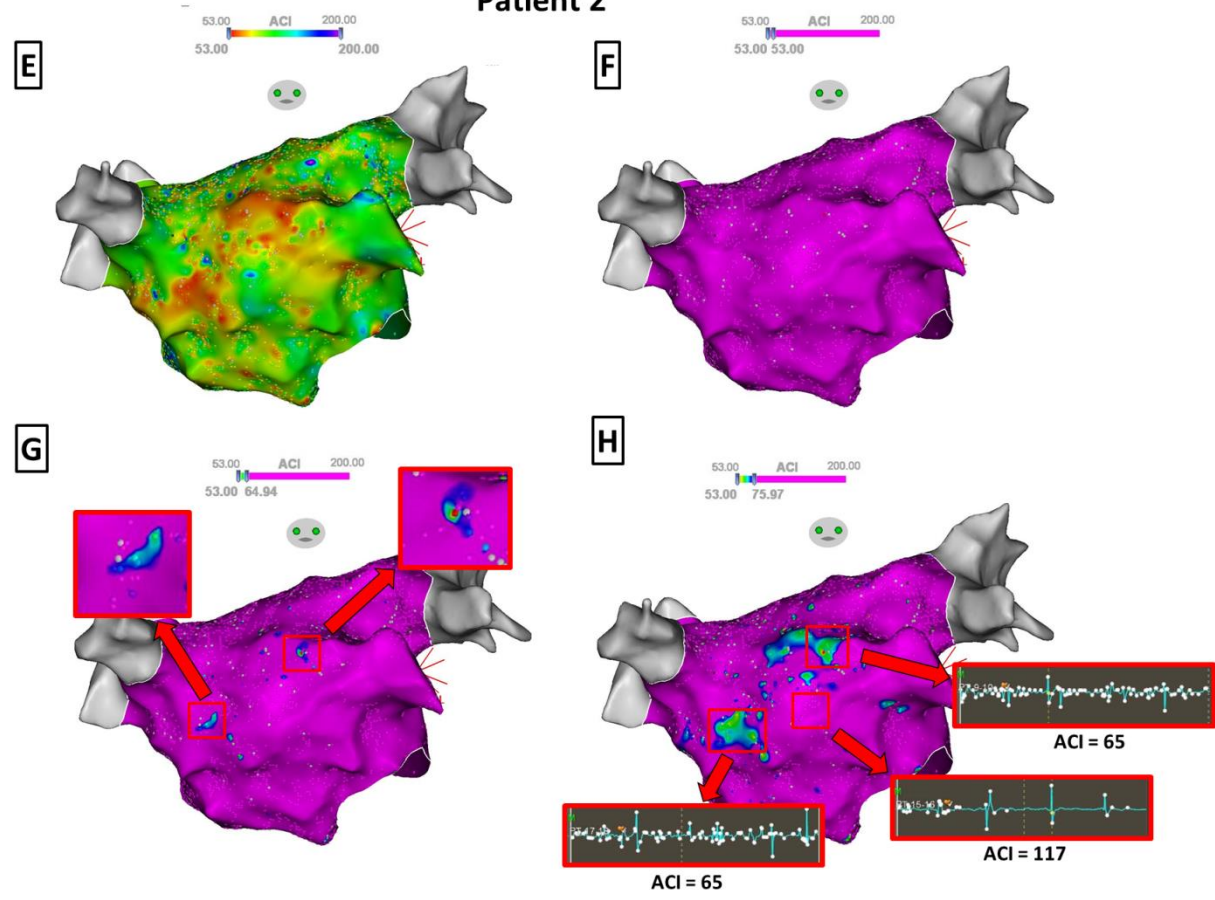 Patient 2
E
53.00 ACI 200.00
53.00 200.00
F
53.00 ACI 200.00
53.00 53.00
G
53.00 ACI 200.00
53.00 64.94
H
53.00 ACI 200.00
53.00 75.97
ACI = 65
15-16
ACI = 117
ACI = 65